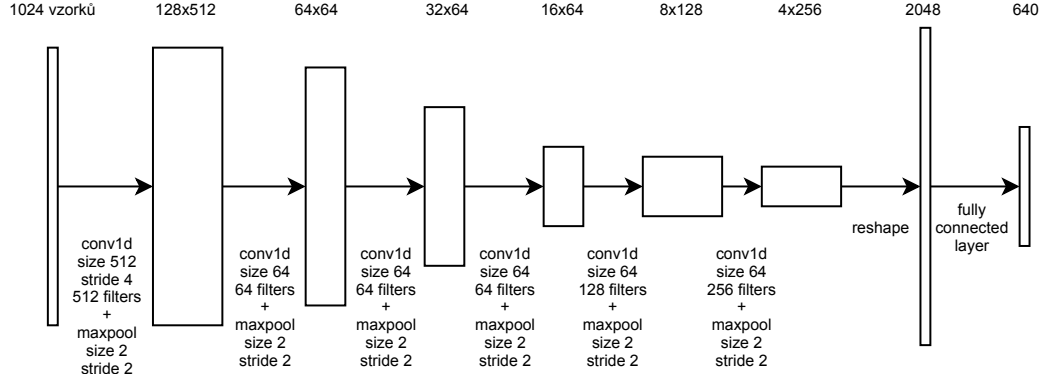 1024 vzorků
128x512
64x64
32x64
16x64
8x128
4x256
2048
640
conv1d
size 512
stride 4
512 filters
+
maxpool
size 2
stride 2
conv1d
size 64
64 filters
+
maxpool
size 2
stride 2
conv1d
size 64
64 filters
+
maxpool
size 2
stride 2
conv1d
size 64
64 filters
+
maxpool
size 2
stride 2
conv1d
size 64
128 filters
+
maxpool
size 2
stride 2
conv1d
size 64
256 filters
+
maxpool
size 2
stride 2
reshape
fully
connected
layer